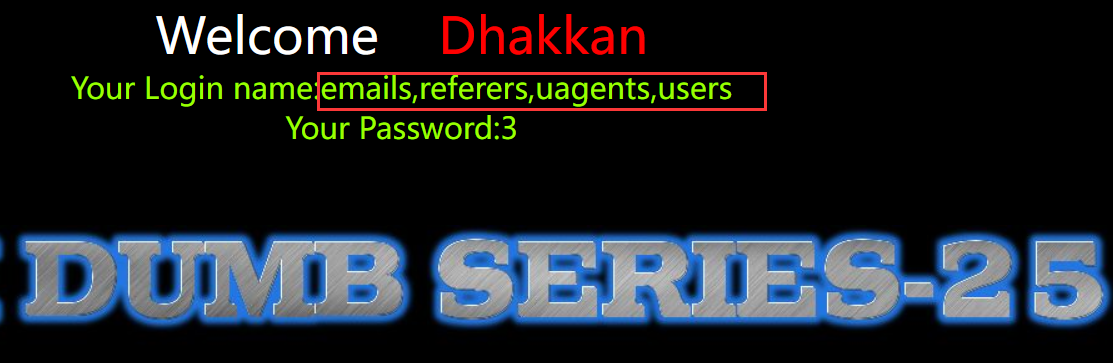 Welcome Dhakkan
Your Login name:emails,referers,uagents,users
Your Password:3
DUMB SERIES-25